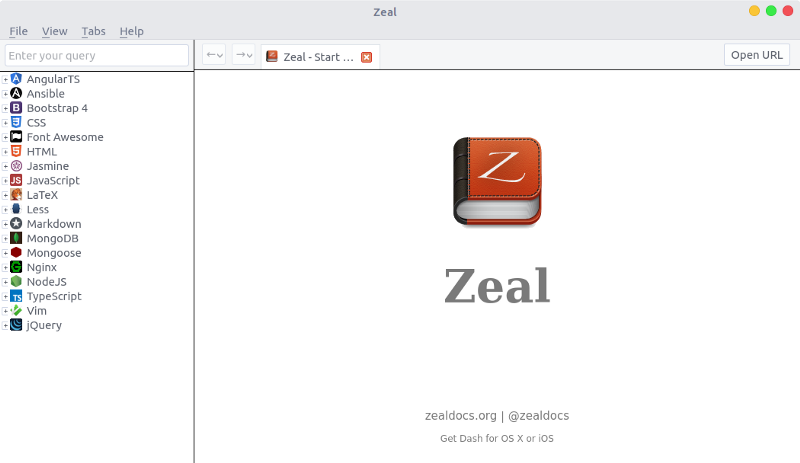 Zeal
File View Tabs Help
Enter your query
Zeal - Start ...
Open URL
AngularTS
Ansible
Bootstrap 4
CSS
Font Awesome
HTML
Jasmine
JavaScript
LaTeX
Less
Markdown
MongoDB
Mongoose
Nginx
NodeJS
TypeScript
Vim
jQuery
Z
Zeal
zealdocs.org | @zealdocs
Get Dash for OS X or iOS